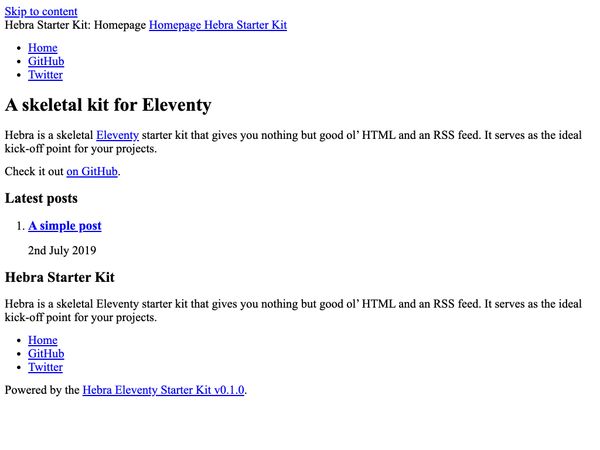 Skip to content
Hebra Starter Kit: Homepage Homepage Hebra Starter Kit
Home
GitHub
Twitter
A skeletal kit for Eleventy
Hebra is a skeletal Eleventy starter kit that gives you nothing but good ol’ HTML and an RSS feed. It serves as the ideal
kick-off point for your projects.
Check it out on GitHub.
Latest posts
1. A simple post
2nd July 2019
Hebra Starter Kit
Hebra is a skeletal Eleventy starter kit that gives you nothing but good ol’ HTML and an RSS feed. It serves as the ideal
kick-off point for your projects.
Home
GitHub
Twitter
Powered by the Hebra Eleventy Starter Kit v0.1.0.